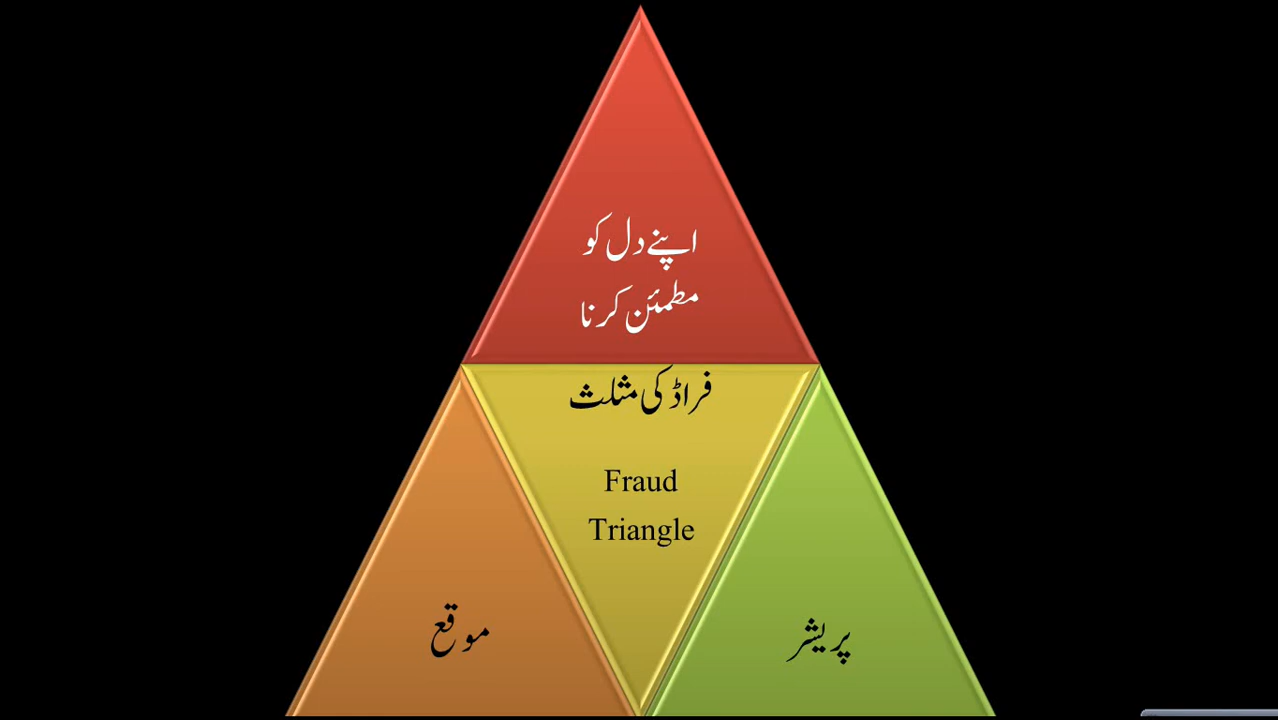 اپنے دل کو
مطمئن کرنا
فراڈ کی مثلث
Fraud
Triangle
پریشر
موقع